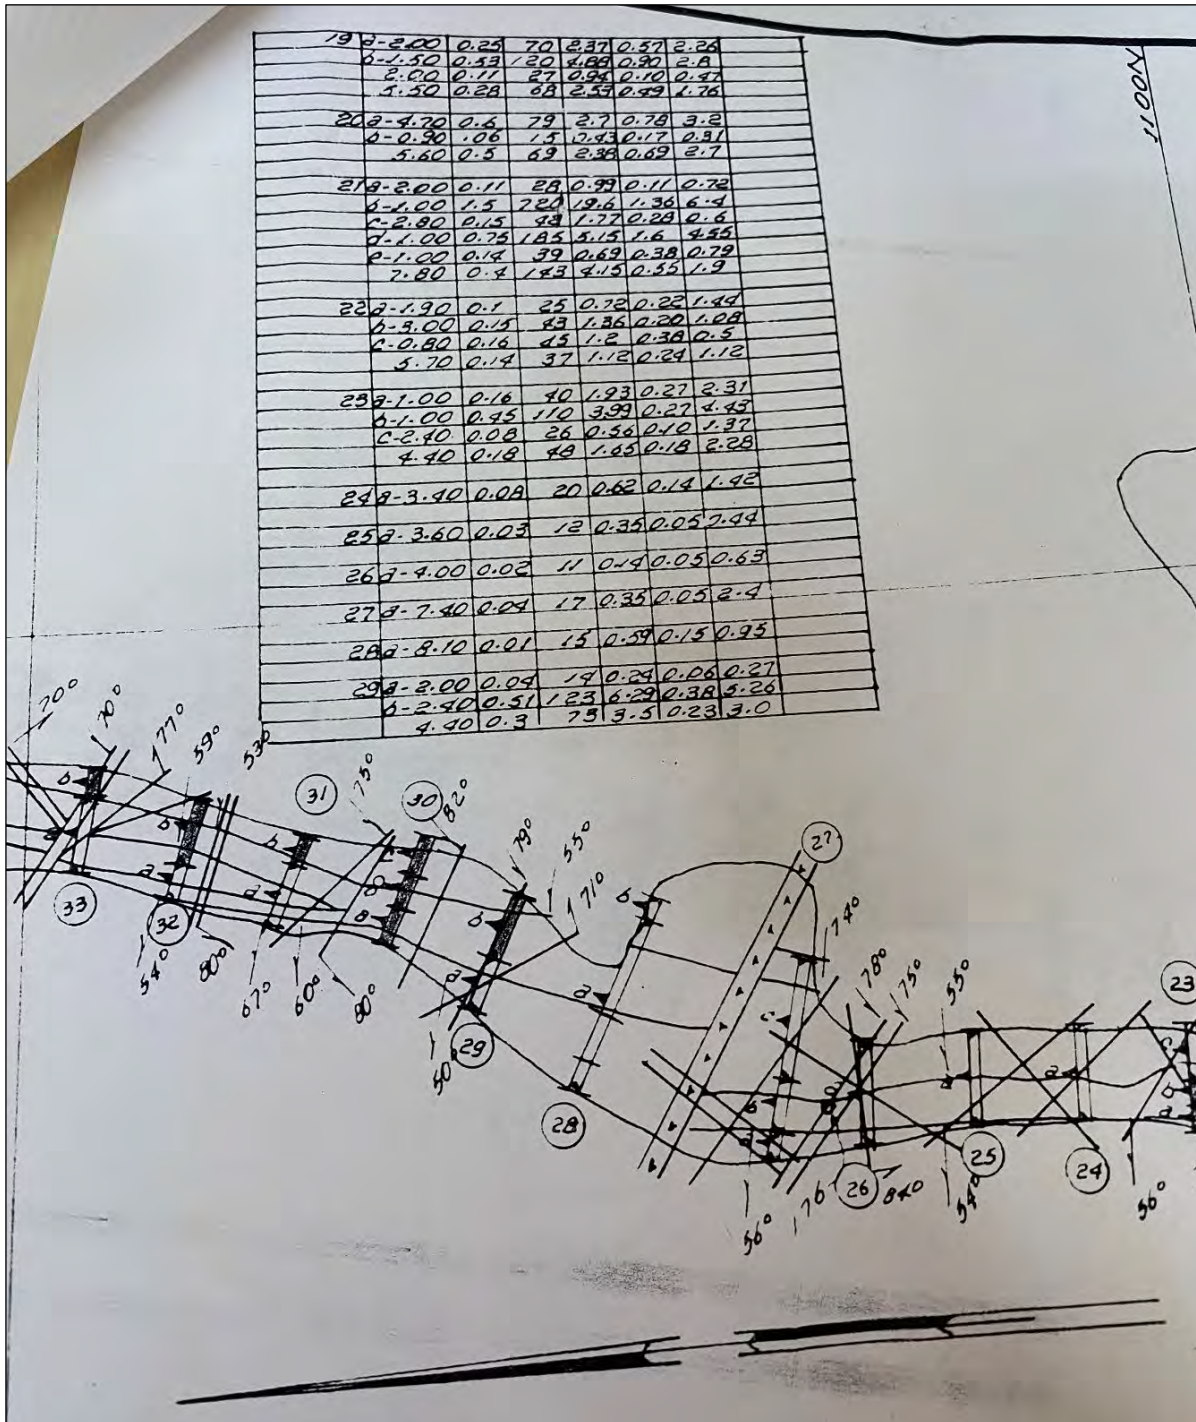 19 a-2.00 0.25 70 2.37 0.57 2.26
b-1.50 0.53 120 4.88 0.90 2.8
2.00 0.11 27 0.94 0.10 0.47
5.50 0.28 68 2.53 0.49 1.76
20 a-4.70 0.6 79 2.7 0.78 3.2
b-0.90 .06 15 0.43 0.17 0.31
5.60 0.5 69 2.38 0.69 2.7
21 a-2.00 0.11 28 0.99 0.11 0.72
b-1.00 1.5 720 19.6 1.36 6.4
c-2.80 0.15 48 1.77 0.28 0.6
d-1.00 0.75 185 5.15 1.6 4.55
e-1.00 0.14 39 0.69 0.38 0.79
7.80 0.4 143 4.15 0.55 1.9
22 a-1.90 0.1 25 0.72 0.22 1.44
b-3.00 0.15 43 1.36 0.20 1.08
c-0.80 0.16 45 1.2 0.38 0.5
5.70 0.14 37 1.12 0.24 1.12
23 a-1.00 0.16 40 1.93 0.27 2.31
b-1.00 0.45 110 3.99 0.27 4.43
c-2.40 0.08 26 0.56 0.10 1.37
4.40 0.18 48 1.65 0.18 2.28
24 a-3.40 0.08 20 0.62 0.14 1.42
25 a-3.60 0.03 12 0.35 0.05
26 a-4.00 0.02 11 0.14 0.05 0.63
27 a-7.40 0.04 17 0.35 0.05 2.4
28 a-8.10 0.01 15 0.59 0.15 0.95
29 a-2.00 0.04 14 0.24 0.06 0.27
b-2.40 0.51 123 6.29 0.38 5.26
4.40 0.3 73 3.5 0.23 3.0
70° 70° 77° 59° 53°
31 75° 30 82° 79° 55° 71° 27
b b b c b b
a a a a a
33 32 74° 78° 75° 55° 23
54° 80° 67° 60° 80° 50° 29
c a a c
b b
28 a a
56° 76 26 84° 54° 25 24 56°